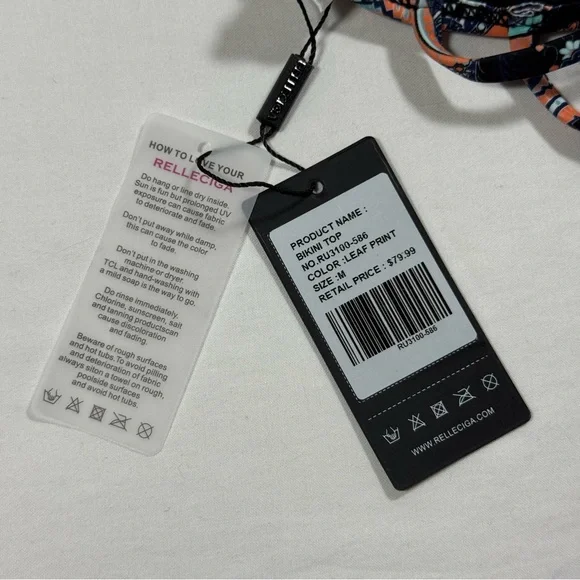 HOW TO LOVE YOUR
RELLECIGA
Do hang or line dry inside.
Sun is fun but prolonged UV
exposure can cause fabric
to deteriorate and fade.
Don't put away while damp,
this can cause the color
to fade.
Don't put in the washing
machine or dryer.
TCL and hand-washing with
a mild soap is the way to go.
Do rinse immediately.
Chlorine, sunscreen, salt
and tanning productscan
cause discoloration
and fading.
Beware of rough surfaces
and hot tubs. To avoid pilling
and deterioration of fabric
always siton a towel on rough,
poolside surfaces
and avoid hot tubs.
PRODUCT NAME :
BIKINI TOP
NO.RU3100-586
COLOR :LEAF PRINT
SIZE :M
RETAIL PRICE : $79.99
RU3100-586
WWW.RELLECIGA.COM